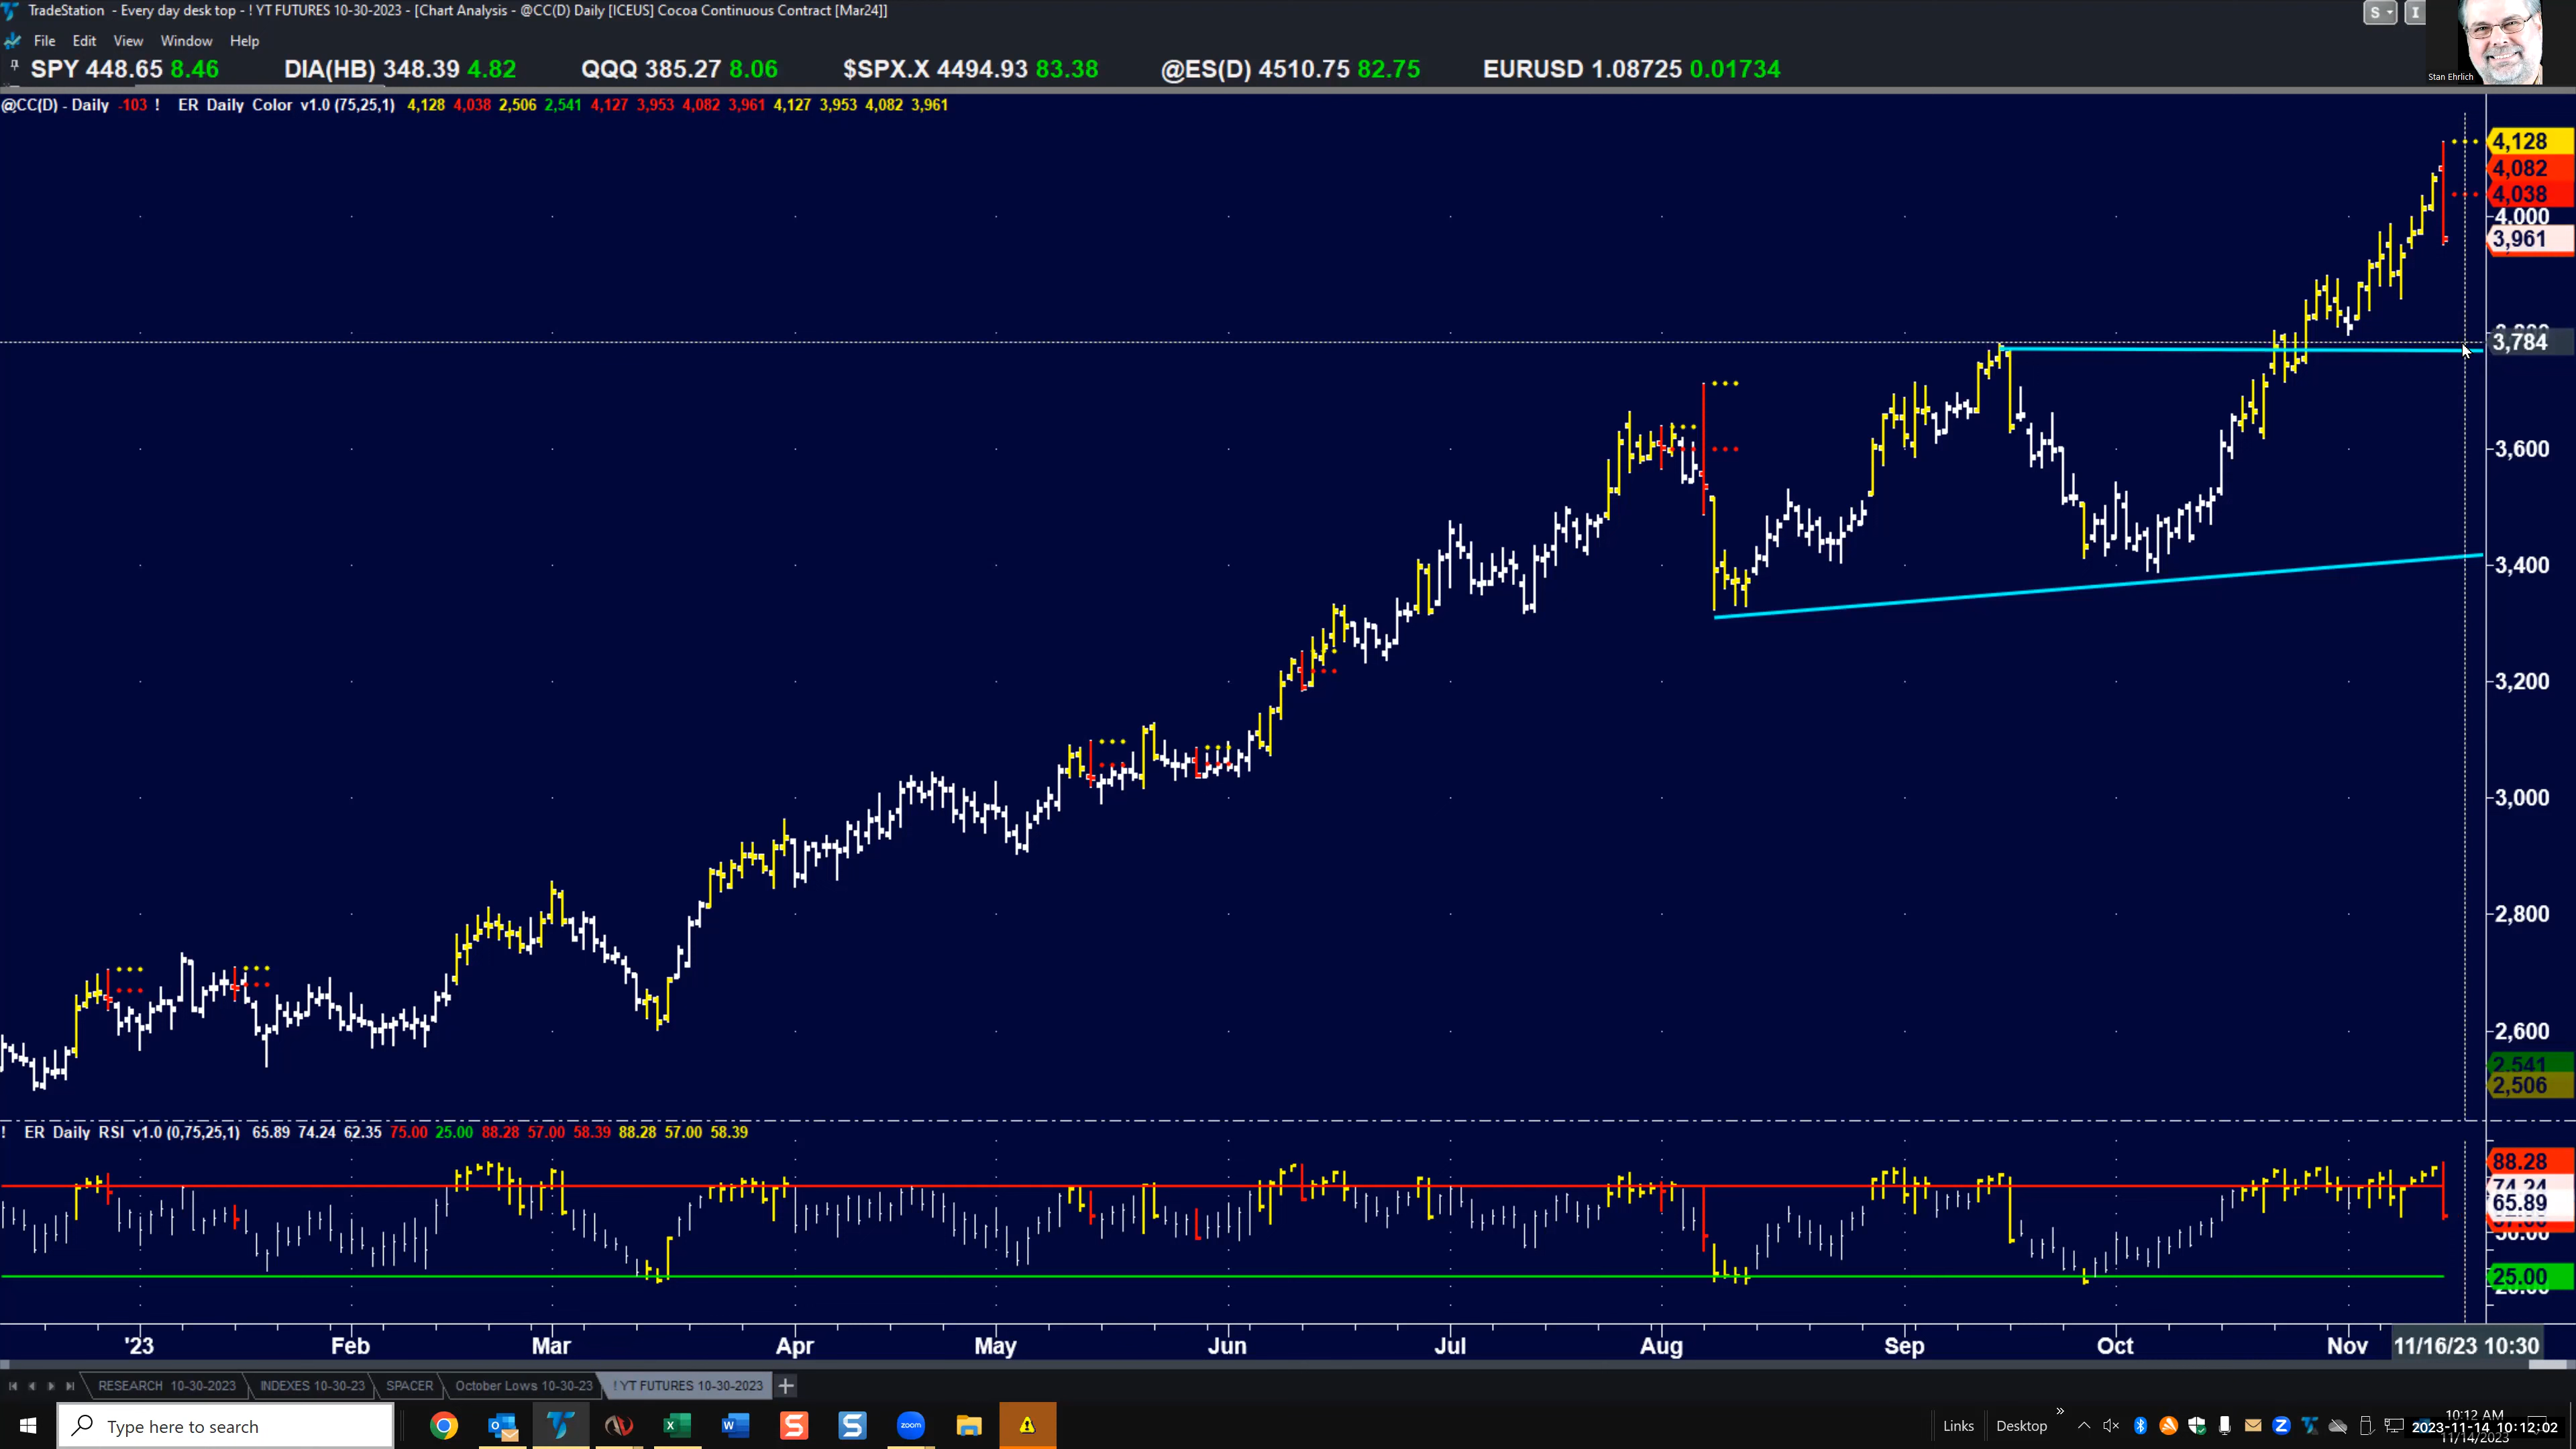 TradeStation - Every day desk top - ! YT FUTURES 10-30-2023 - [Chart Analysis - @CC(D) Daily [ICEUS] Cocoa Continuous Contract [Mar24]]
S I
File Edit View Window Help
SPY 448.65 8.46 DIA(HB) 348.39 4.82 QQQ 385.27 8.06 $SPX.X 4494.93 83.38 @ES(D) 4510.75 82.75 EURUSD 1.08725 0.01734
Stan Ehrlich
@CC(D) - Daily -103 ! ER Daily Color v1.0 (75,25,1) 4,128 4,038 2,506 2,541 4,127 3,953 4,082 3,961 4,127 3,953 4,082 3,961
4,128
4,082
4,038
4,000
3,961
3,784
3,600
3,400
3,200
3,000
2,800
2,600
2,541
2,506
! ER Daily RSI v1.0 (0,75,25,1) 65.89 74.24 62.35 75.00 25.00 88.28 57.00 58.39 88.28 57.00 58.39
88.28
74.24
65.89
25.00
'23 Feb Mar Apr May Jun Jul Aug Sep Oct Nov 11/16/23 10:30
RESEARCH 10-30-2023 INDEXES 10-30-23 SPACER October Lows 10-30-23 ! YT FUTURES 10-30-2023 +
Type here to search
zoom
Links Desktop
10:12 AM
2023-11-14 10:12:02
11/14/2023